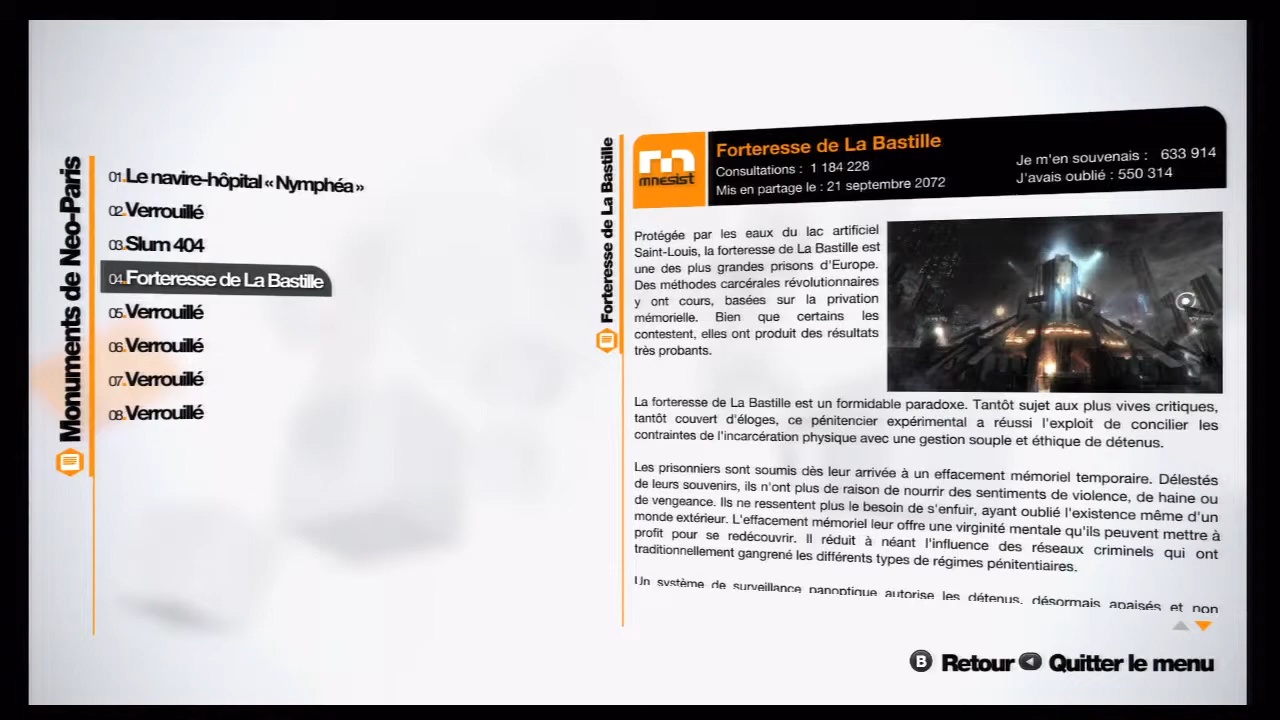 Monuments de Neo-Paris
01.Le navire-hôpital « Nymphéa »
02.Verrouillé
03.Slum 404
04.Forteresse de La Bastille
05.Verrouillé
06.Verrouillé
07.Verrouillé
08.Verrouillé
Forteresse de La Bastille
mnesist
Forteresse de La Bastille
Consultations : 1 184 228
Mis en partage le : 21 septembre 2072
Je m'en souvenais : 633 914
J'avais oublié : 550 314
Protégée par les eaux du lac artificiel
Saint-Louis, la forteresse de La Bastille est
une des plus grandes prisons d'Europe.
Des méthodes carcérales révolutionnaires
y ont cours, basées sur la privation
mémorielle. Bien que certains les
contestent, elles ont produit des résultats
très probants.
La forteresse de La Bastille est un formidable paradoxe. Tantôt sujet aux plus vives critiques,
tantôt couvert d'éloges, ce pénitencier expérimental a réussi l'exploit de concilier les
contraintes de l'incarcération physique avec une gestion souple et éthique de détenus.
Les prisonniers sont soumis dès leur arrivée à un effacement mémoriel temporaire. Délestés
de leurs souvenirs, ils n'ont plus de raison de nourrir des sentiments de violence, de haine ou
de vengeance. Ils ne ressentent plus le besoin de s'enfuir, ayant oublié l'existence même d'un
monde extérieur. L'effacement mémoriel leur offre une virginité mentale qu'ils peuvent mettre à
profit pour se redécouvrir. Il réduit à néant l'influence des réseaux criminels qui ont
traditionnellement gangrené les différents types de régimes pénitentiaires.
Un système de surveillance panoptique autorise les détenus, désormais apaisés et non
B Retour Quitter le menu